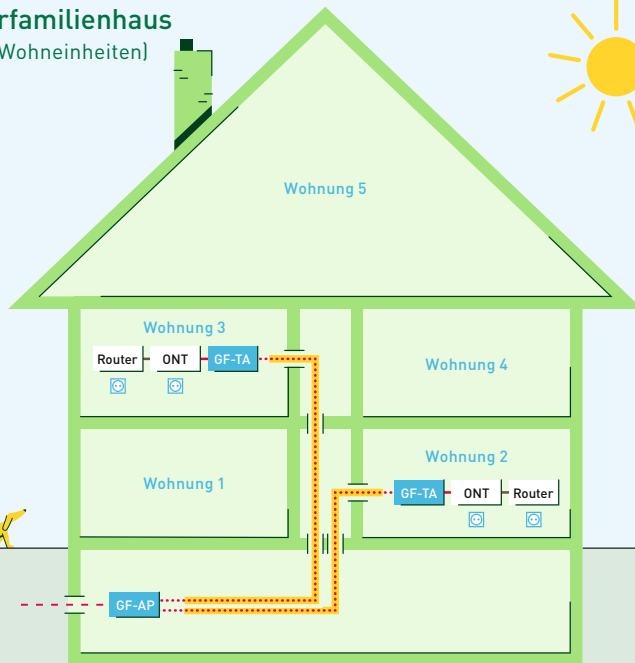 rfamilienhaus
Wohneinheiten)
Wohnung 5
Wohnung 3
Router
ONT
GF-TA
Wohnung 4
Wohnung 1
Wohnung 2
GF-TA
ONT
Router
GF-AP